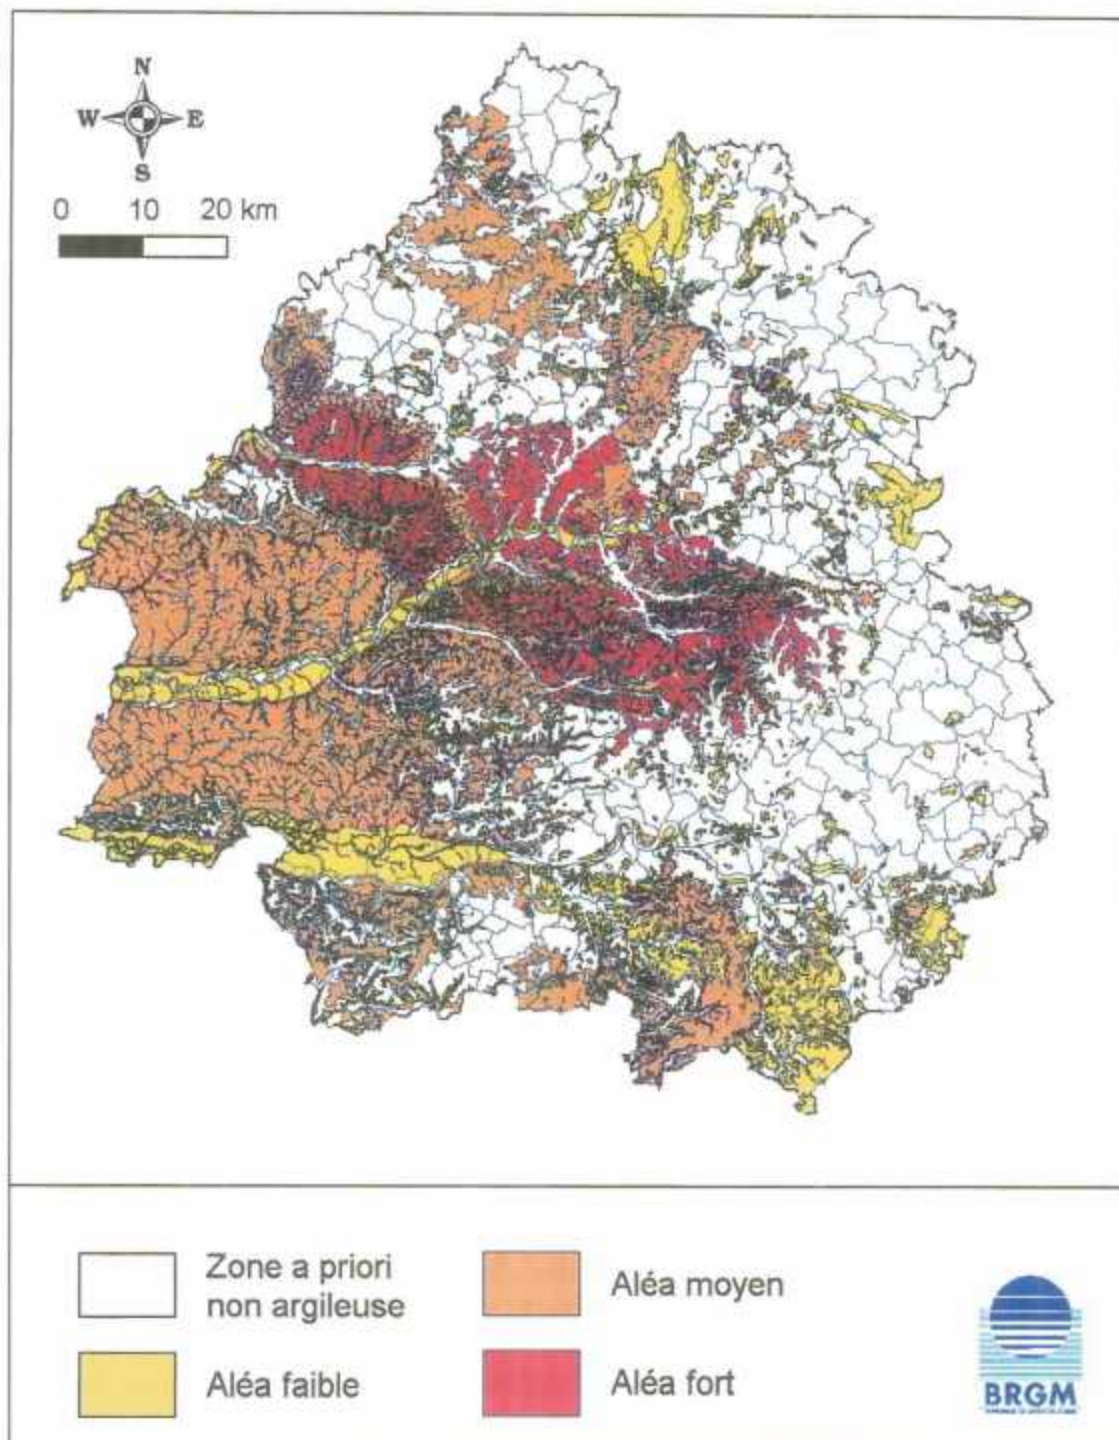 N
W E
S
0 10 20 km
Zone a priori
non argileuse
Aléa moyen
Aléa faible
Aléa fort
BRGM